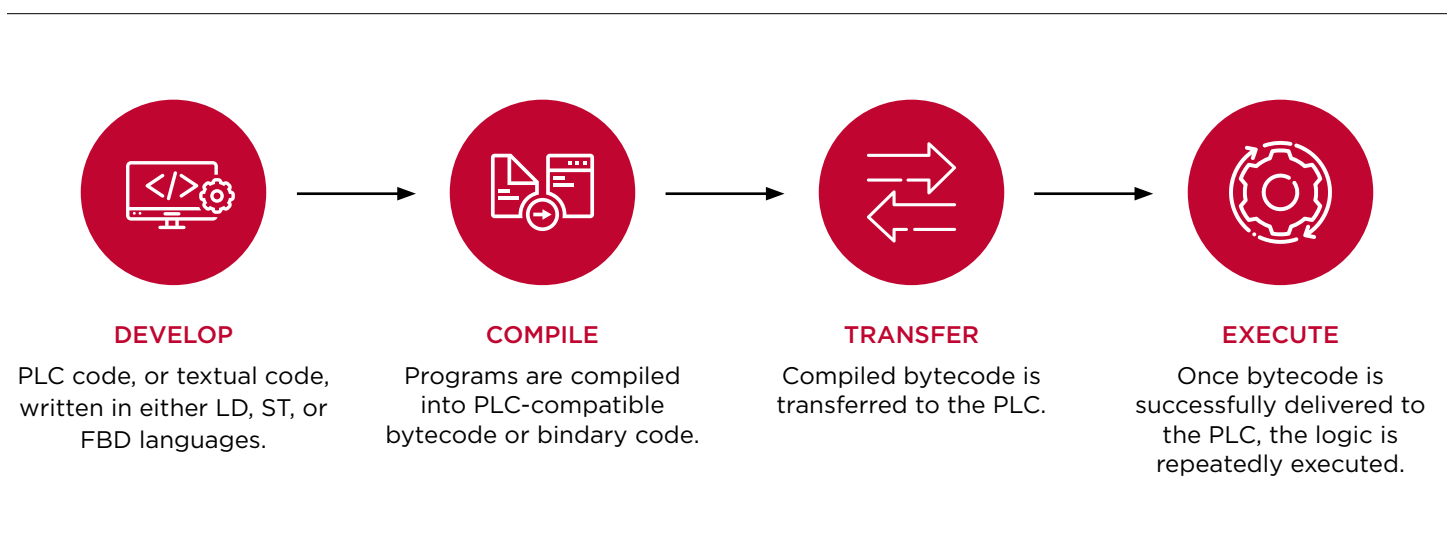 DEVELOP
PLC code, or textual code,
written in either LD, ST, or
FBD languages.
COMPILE
Programs are compiled
into PLC-compatible
bytecode or bindary code.
TRANSFER
Compiled bytecode is
transferred to the PLC.
EXECUTE
Once bytecode is
successfully delivered to
the PLC, the logic is
repeatedly executed.